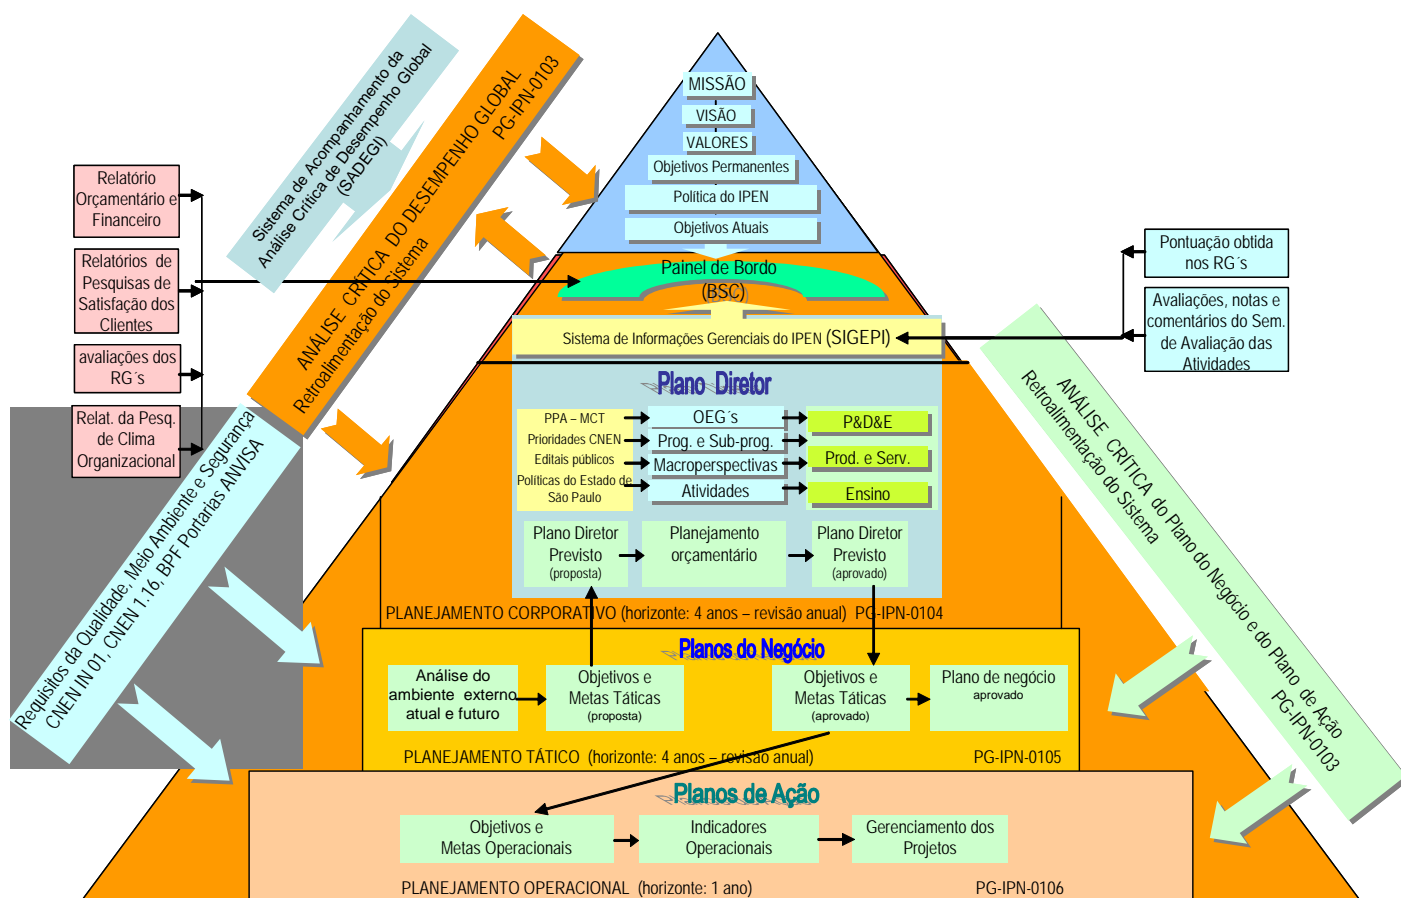 Sistema de Acompanhamento da
Análise Crítica de Desempenho Global
(SADEGI)
ANÁLISE  CRÍTICA  DO DESEMPENHO GLOBAL
Retroalimentação do Sistema
PG-IPN-0103
MISSÃO
VISÃO
VALORES
Objetivos Permanentes
Política do IPEN
Objetivos Atuais
Painel de Bordo
(BSC)
Sistema de Informações Gerenciais do IPEN (SIGEPI)
Relatório
Orçamentário e
Financeiro
Relatórios  de
Pesquisas de
Satisfação dos
Clientes
avaliações dos
RG´s
Relat. da Pesq.
de Clima
Organizacional
Pontuação obtida
nos RG´s
Avaliações, notas e
comentários do Sem.
de Avaliação das
Atividades
Requisitos da Qualidade, Meio Ambiente e Segurança
CNEN IN 01, CNEN 1.16, BPF Portarias ANVISA
ANÁLISE  CRÍTICA  do Plano do Negócio e do Plano  de Ação
Retroalimentação do Sistema
PG-IPN-0103
Plano  Diretor
PPA – MCT
Prioridades CNEN
Editais públicos
Políticas do Estado de
São Paulo
OEG´s
Prog. e Sub-prog.
Macroperspectivas
Atividades
P&D&E
Prod. e Serv.
Ensino
Plano Diretor
Previsto
(proposta)
Planejamento
orçamentário
Plano Diretor
Previsto
(aprovado)
PLANEJAMENTO CORPORATIVO (horizonte: 4 anos – revisão anual)  PG-IPN-0104
Planos do Negócio
Análise do
ambiente  externo
atual e futuro
Objetivos e
Metas Táticas
(proposta)
Objetivos e
Metas Táticas
(aprovado)
Plano de negócio
aprovado
PLANEJAMENTO TÁTICO  (horizonte: 4 anos – revisão anual)  PG-IPN-0105
Planos de Ação
Objetivos e
Metas Operacionais
Indicadores
Operacionais
Gerenciamento dos
Projetos
PLANEJAMENTO OPERACIONAL  (horizonte: 1 ano)  PG-IPN-0106